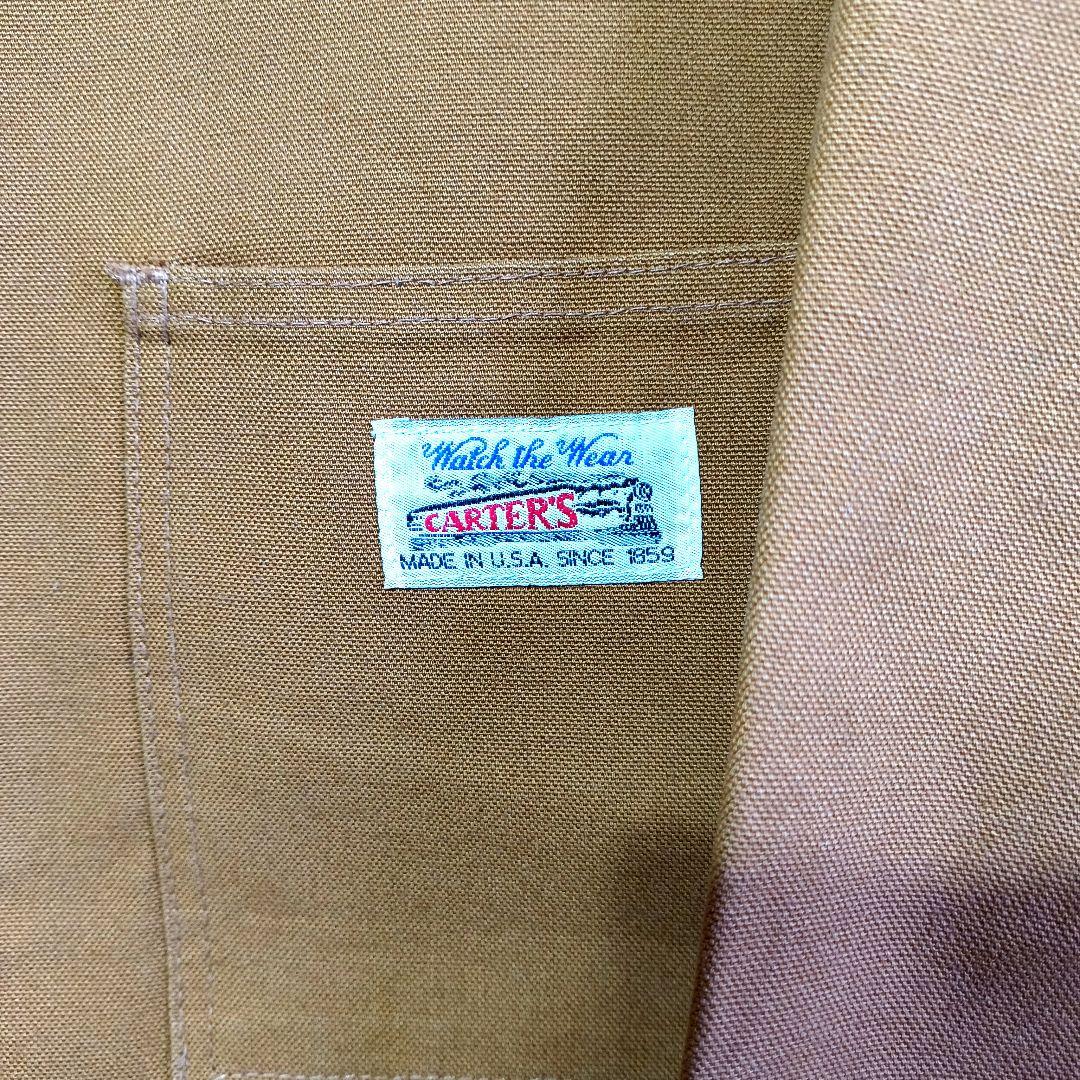 Watch the Wear
CARTER'S
MADE IN U.S.A. SINCE 1859